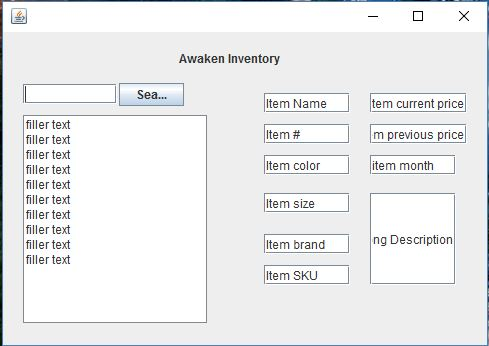 Awaken Inventory
Sea...
filler text
filler text
filler text
filler text
filler text
filler text
filler text
filler text
filler text
filler text
Item Name
tem current price
Item #
m previous price
Item color
item month
Item size
ng Description
Item brand
Item SKU